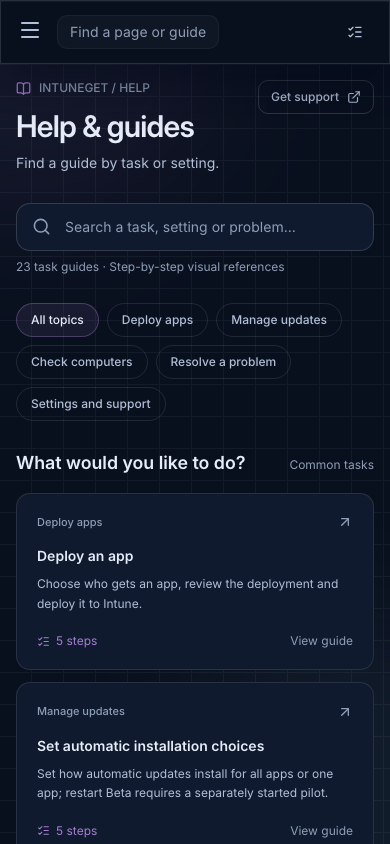 Find a page or guide
INTUNEGET / HELP
Get support
Help & guides
Find a guide by task or setting.
Search a task, setting or problem...
23 task guides · Step-by-step visual references
All topics
Deploy apps
Manage updates
Check computers
Resolve a problem
Settings and support
What would you like to do?
Common tasks
Deploy apps
Deploy an app
Choose who gets an app, review the deployment and
deploy it to Intune.
5 steps
View guide
Manage updates
Set automatic installation choices
Set how automatic updates install for all apps or one
app; restart Beta requires a separately started pilot.
5 steps
View guide